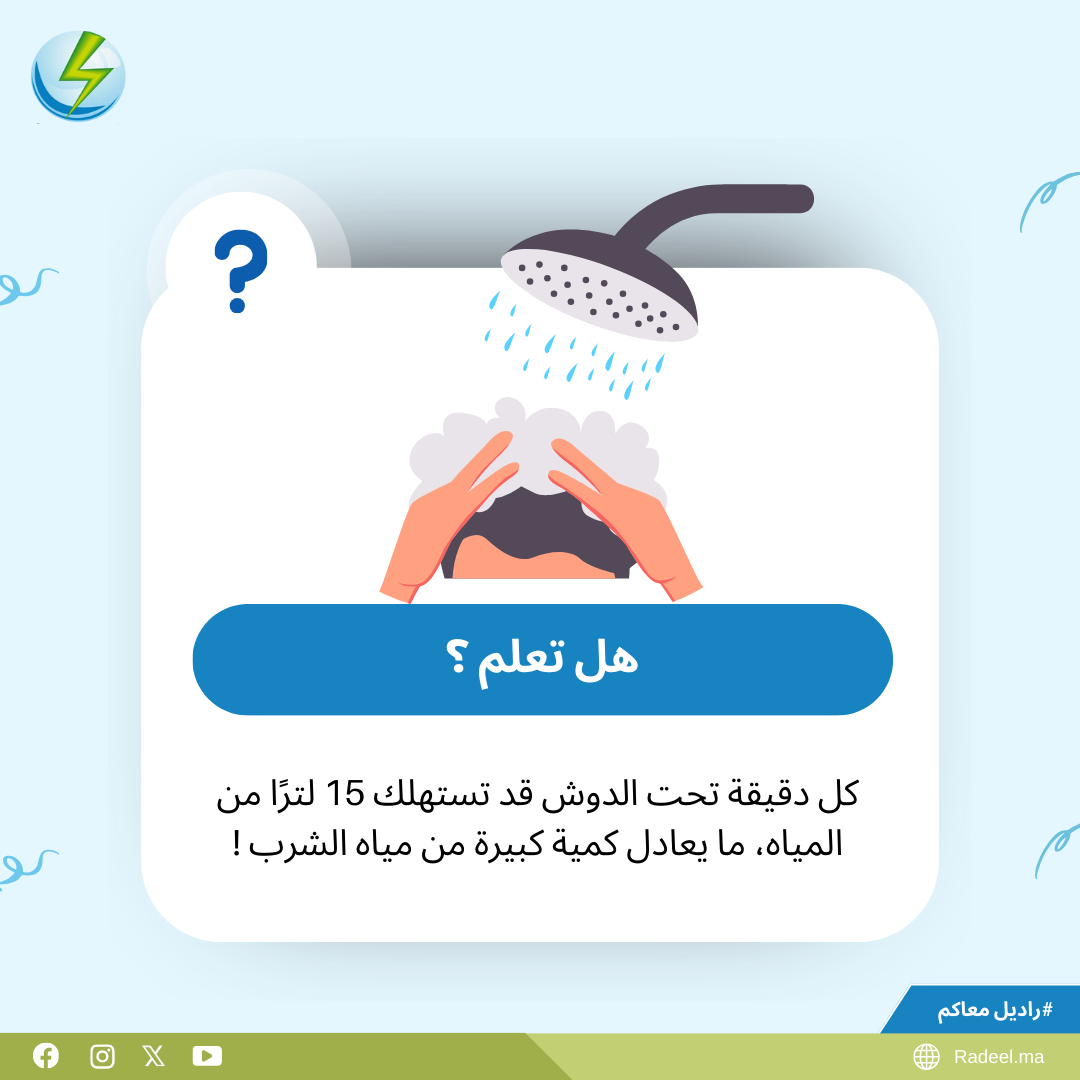 ?
هل تعلم ؟
كل دقيقة تحت الدوش قد تستهلك 15 لترًا من
المياه، ما يعادل كمية كبيرة من مياه الشرب !
#راديل معاكم
Radeel.ma